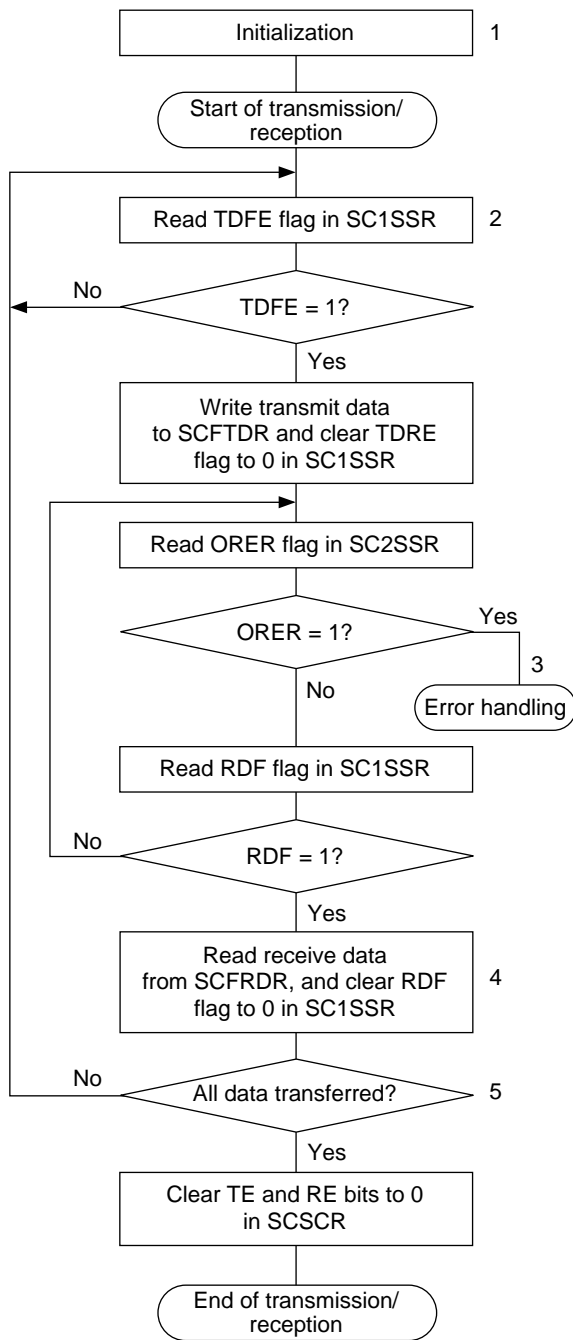 Initialization
1
Start of transmission/
reception
Read TDFE flag in SC1SSR
2
No
TDFE = 1?
Yes
Write transmit data
to SCFTDR and clear TDRE
flag to 0 in SC1SSR
Read ORER flag in SC2SSR
Yes
ORER = 1?
3
No
Error handling
Read RDF flag in SC1SSR
No
RDF = 1?
Yes
Read receive data
from SCFRDR, and clear RDF
flag to 0 in SC1SSR
4
No
All data transferred?
5
Yes
Clear TE and RE bits to 0
in SCSCR
End of transmission/
reception